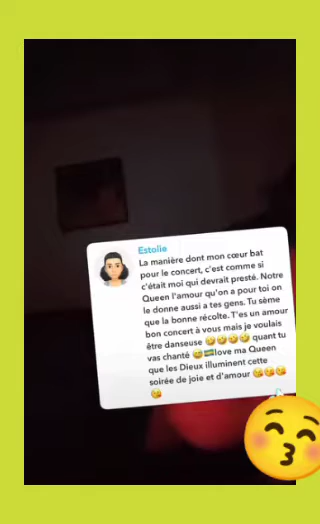 Estolie
La manière dont mon cœur bat
pour le concert, c'est comme si
c'était moi qui devrait presté. Notre
Queen l'amour qu'on a pour toi on
le donne aussi a tes gens. Tu sème
que la bonne récolte. T'es un amour
bon concert à vous mais je voulais
être danseuse 🤣🤣🤣🤣 quant tu
vas chanté 😅love ma Queen
que les Dieux illuminent cette
soirée de joie et d'amour 😘😘😘
😘